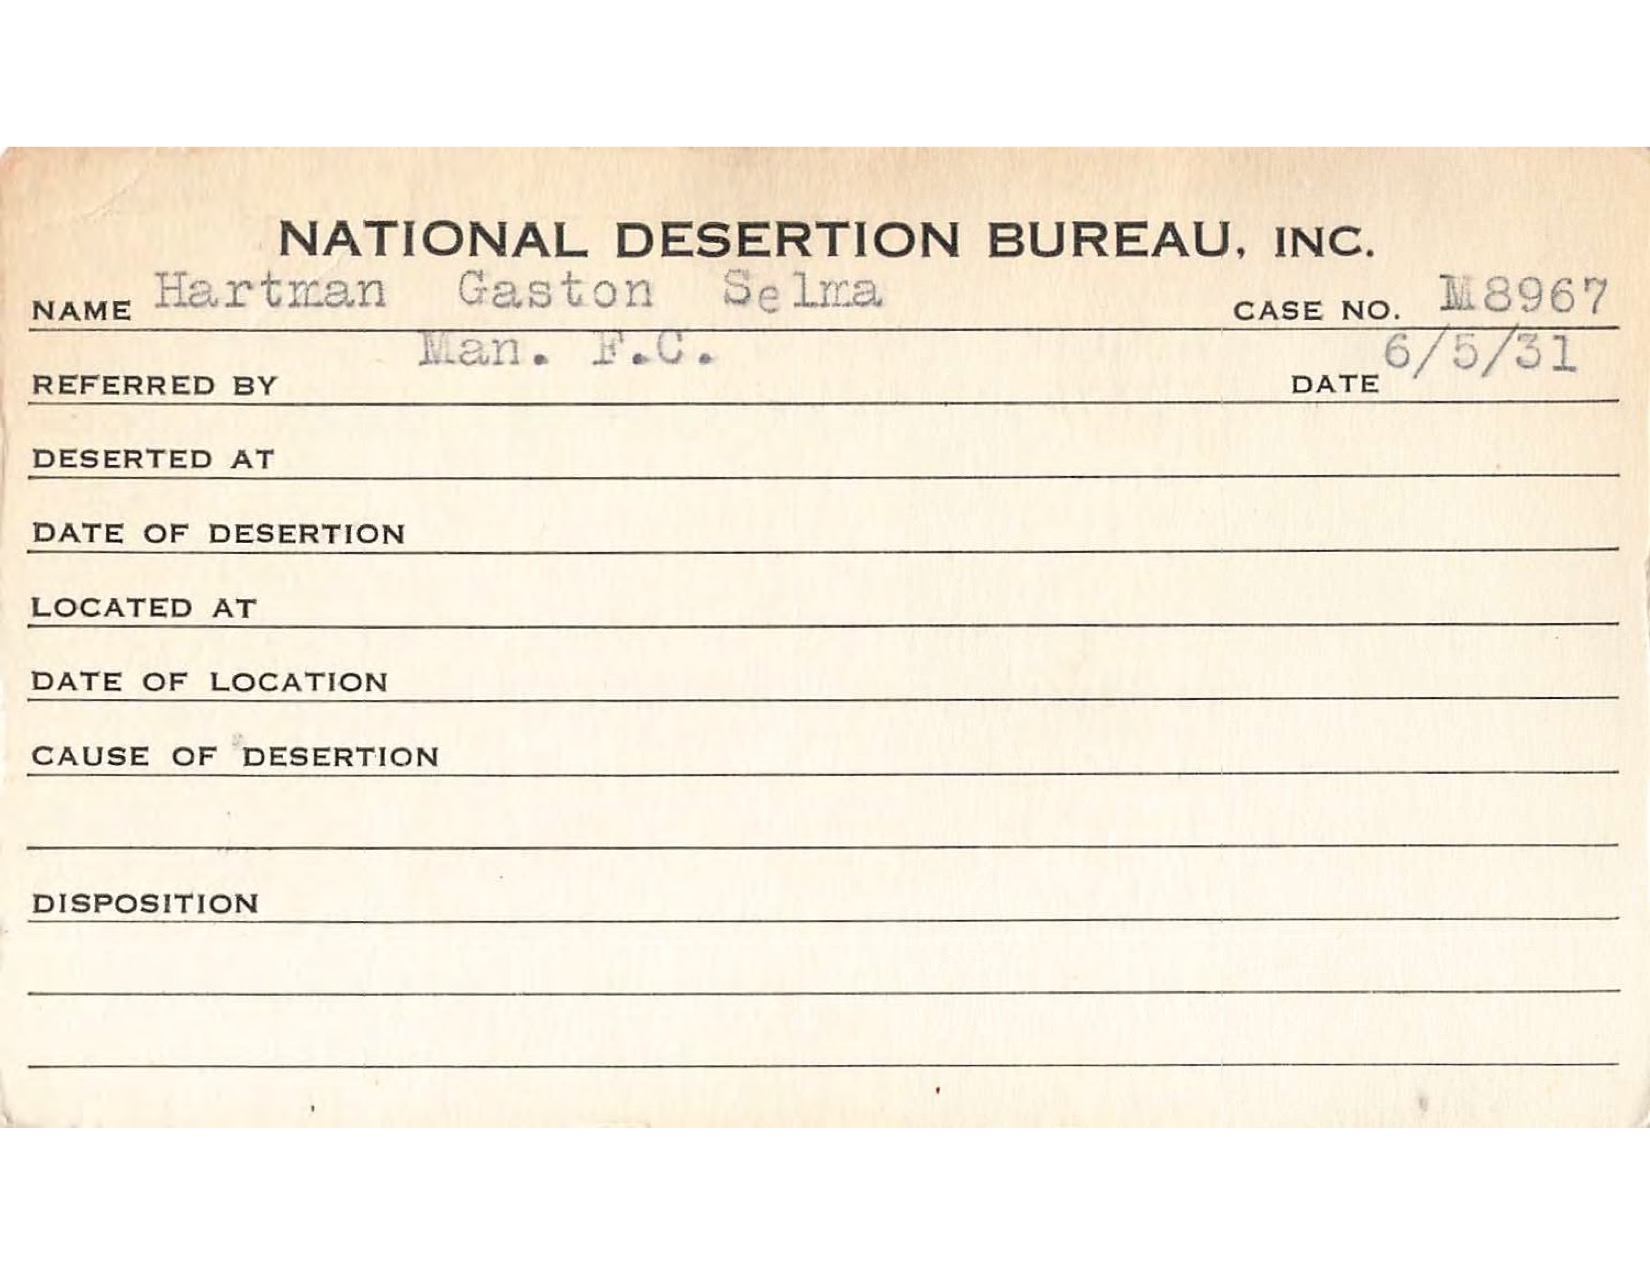 NATIONAL DESERTION BUREAU, INC.
NAME Hartman Gaston Selma CASE NO. M8967
REFERRED BY Man. F.C. DATE 6/5/31
DESERTED AT
DATE OF DESERTION
LOCATED AT
DATE OF LOCATION
CAUSE OF DESERTION
DISPOSITION